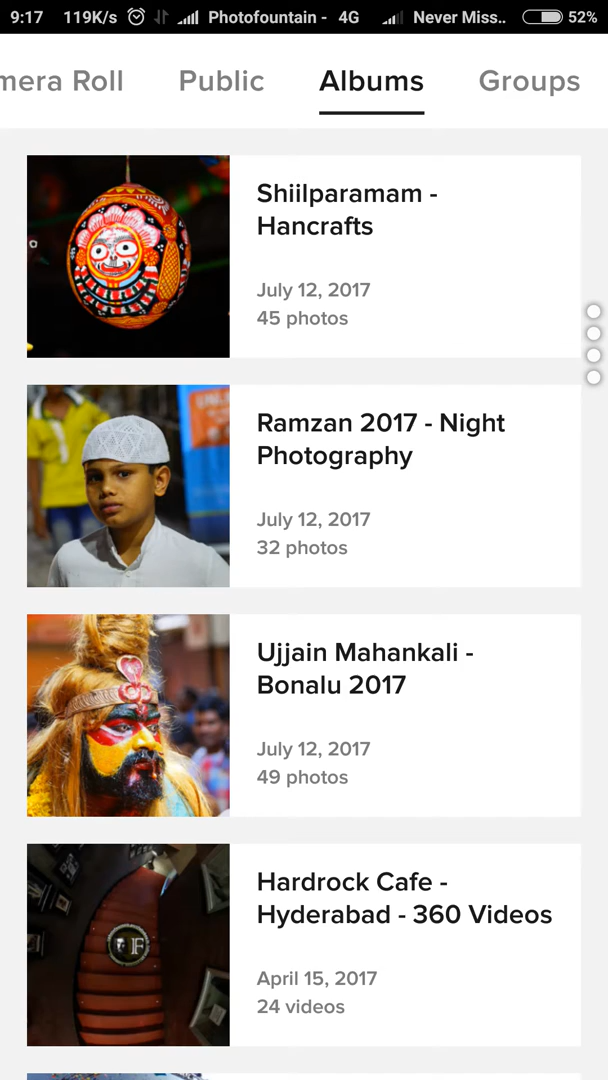 9:17 119K/s Photofountain - 4G Never Miss.. 52%
mera Roll Public Albums Groups
Shiilparamam -
Hancrafts
July 12, 2017
45 photos
Ramzan 2017 - Night
Photography
July 12, 2017
32 photos
Ujjain Mahankali -
Bonalu 2017
July 12, 2017
49 photos
Hardrock Cafe -
Hyderabad - 360 Videos
April 15, 2017
24 videos